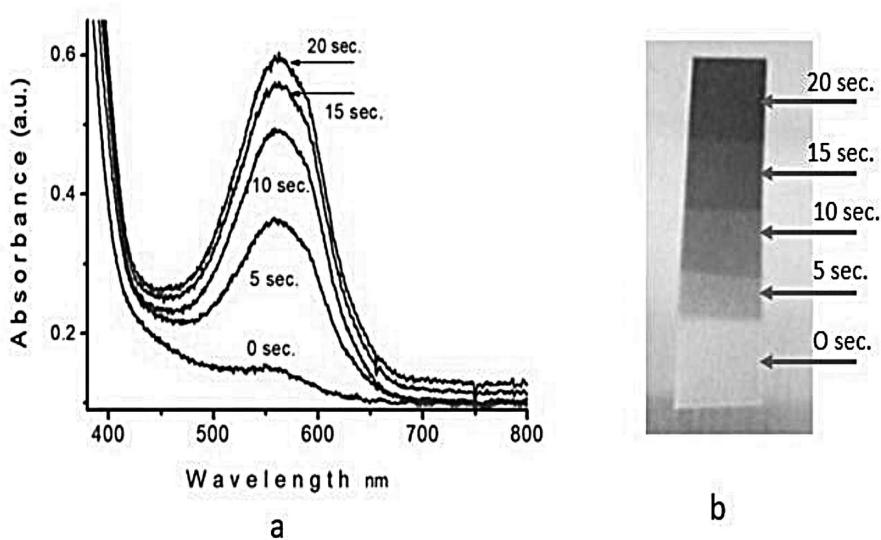 0.6
0.4
0.2
Absorbance (a.u.)
20 sec.
15 sec.
10 sec.
5 sec.
0 sec.
400 500 600 700 800
Wavelength nm
a
20 sec.
15 sec.
10 sec.
5 sec.
O sec.
b